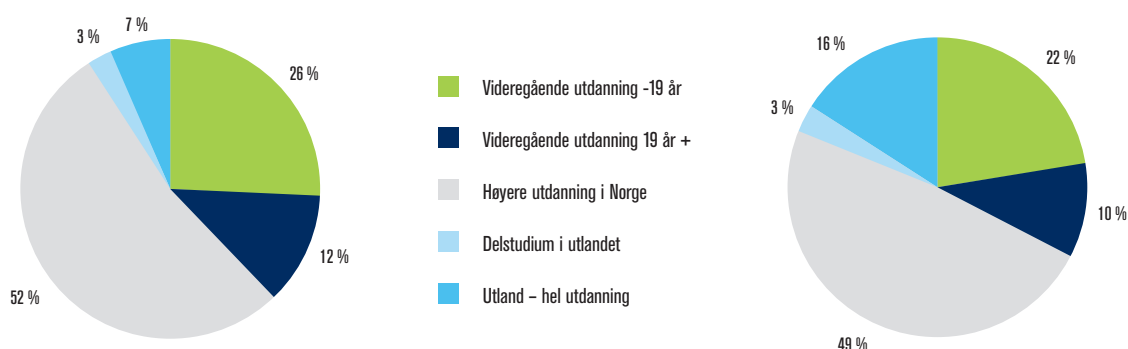 7 %
3 %
26 %
12 %
52 %
Videregående utdanning -19 år
Videregående utdanning 19 år +
Høyere utdanning i Norge
Delstudium i utlandet
Utland – hel utdanning
16 %
22 %
3 %
10 %
49 %